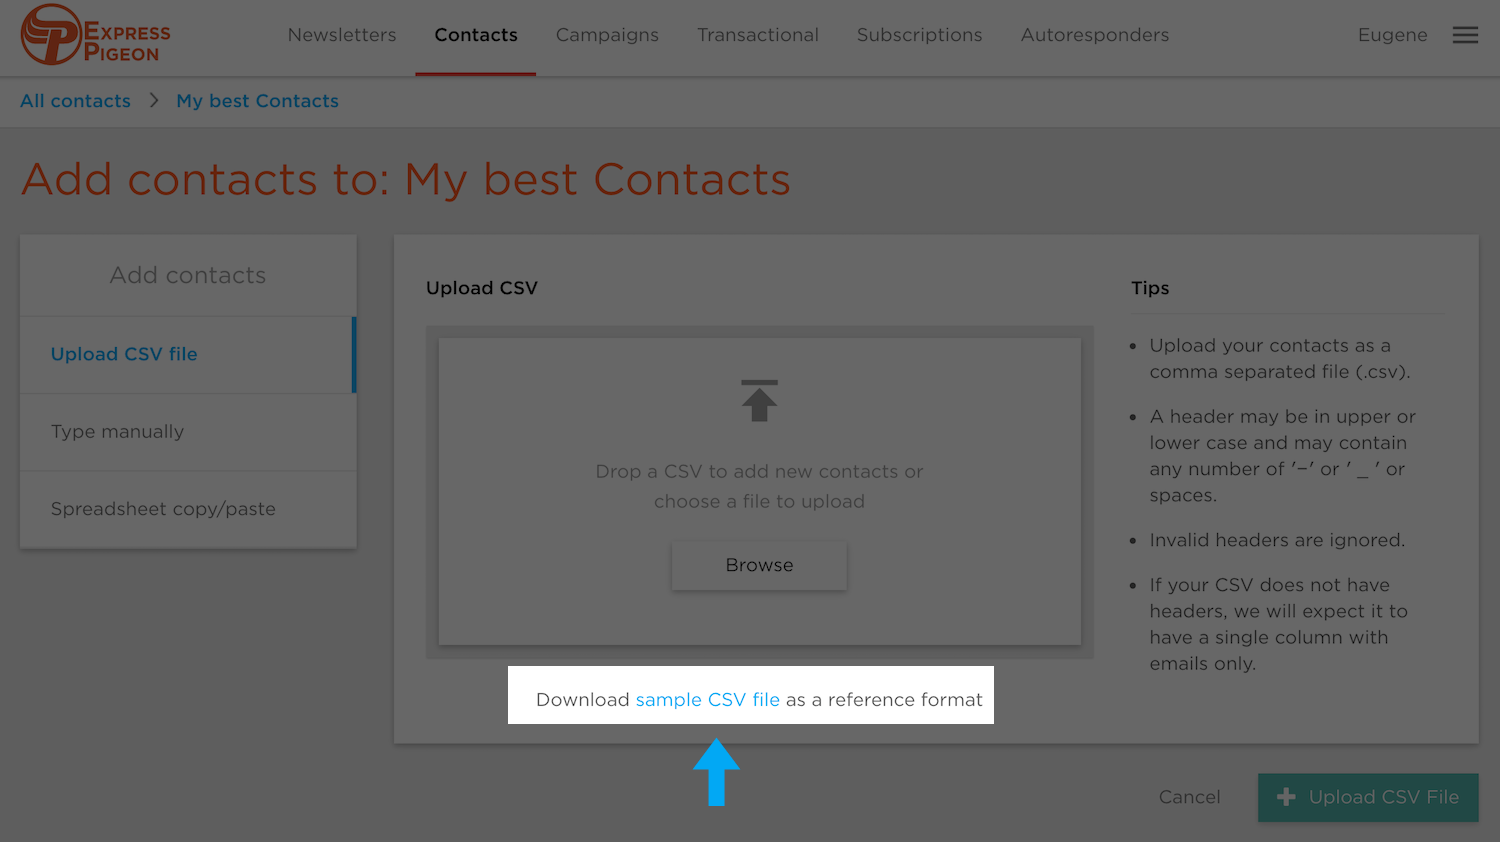 EXPRESS
PIGEON
Newsletters
Contacts
Campaigns
Transactional
Subscriptions
Autoresponders
Eugene
All contacts
My best Contacts
Add contacts to: My best Contacts
Add contacts
Upload CSV file
Type manually
Spreadsheet copy/paste
Upload CSV
Drop a CSV to add new contacts or
choose a file to upload
Browse
Download sample CSV file as a reference format
Tips
• Upload your contacts as a
comma separated file (.csv).
• A header may be in upper or
lower case and may contain
any number of '–' or ' _ ' or
spaces.
• Invalid headers are ignored.
• If your CSV does not have
headers, we will expect it to
have a single column with
emails only.
Cancel
Upload CSV File